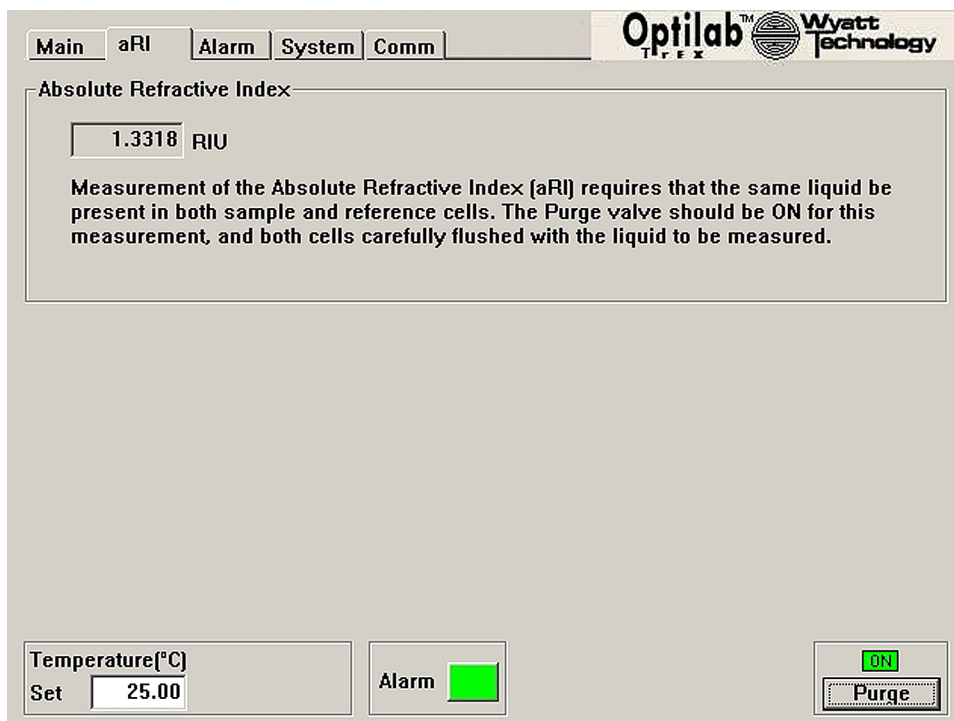 Main aRI Alarm System Comm
Optilab™ Wyatt
T r E X Technology
Absolute Refractive Index
1.3318 RIU
Measurement of the Absolute Refractive Index (aRI) requires that the same liquid be
present in both sample and reference cells. The Purge valve should be ON for this
measurement, and both cells carefully flushed with the liquid to be measured.
Temperature(°C)
Set 25.00
Alarm
ON
Purge